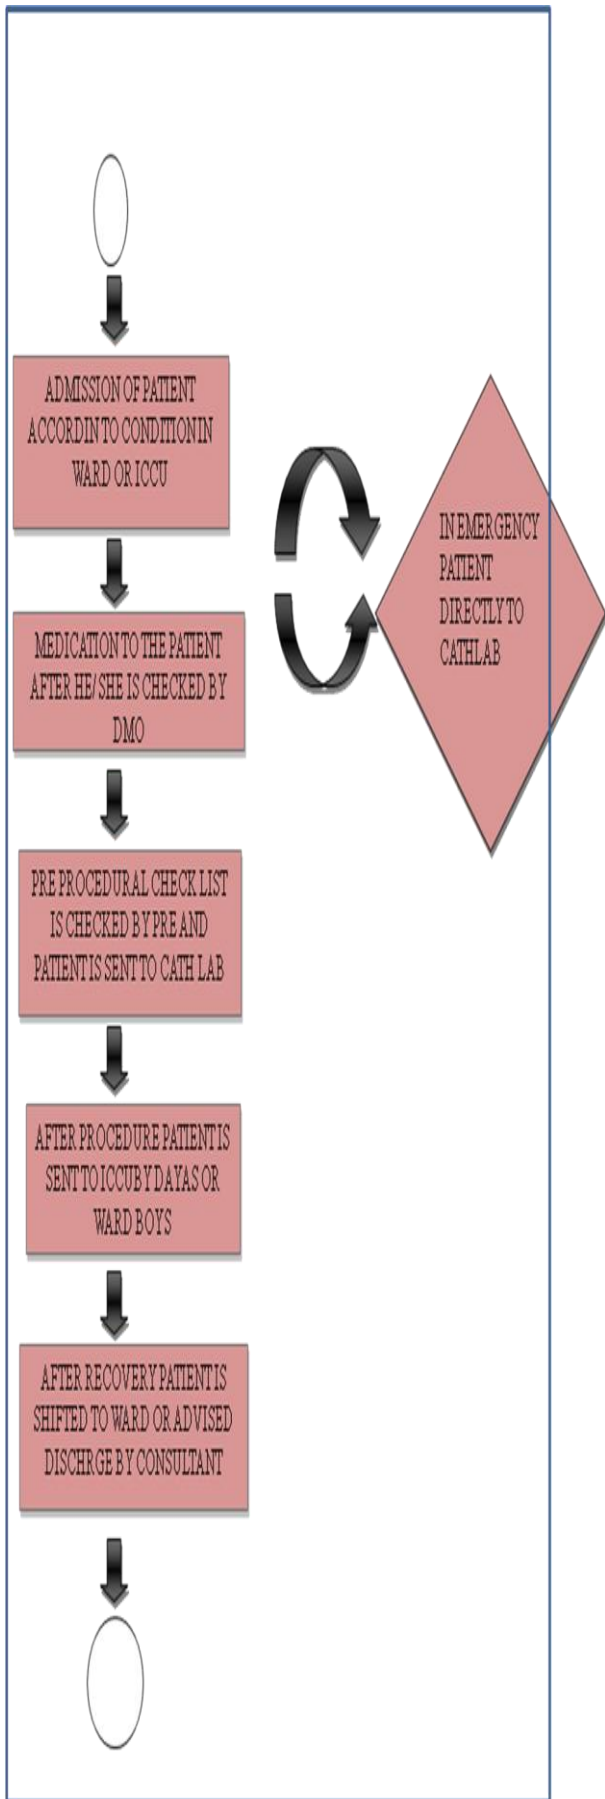 ADMISSION OF PATIENT
ACCORDIN TO CONDITION IN
WARD OR ICCU
MEDICATION TO THE PATIENT
AFTER HE/ SHE IS CHECKED BY
DMO
PRE PROCEDURAL CHECK LIST
IS CHECKED BY PRE AND
PATIENT IS SENT TO CATH LAB
AFTER PROCEDURE PATIENT IS
SENT TO ICCU BY DAYAS OR
WARD BOYS
AFTER RECOVERY PATIENT IS
SHIFTED TO WARD OR ADVISED
DISCHRGE BY CONSULTANT
IN EMERGENCY
PATIENT
DIRECTLY TO
CATHLAB